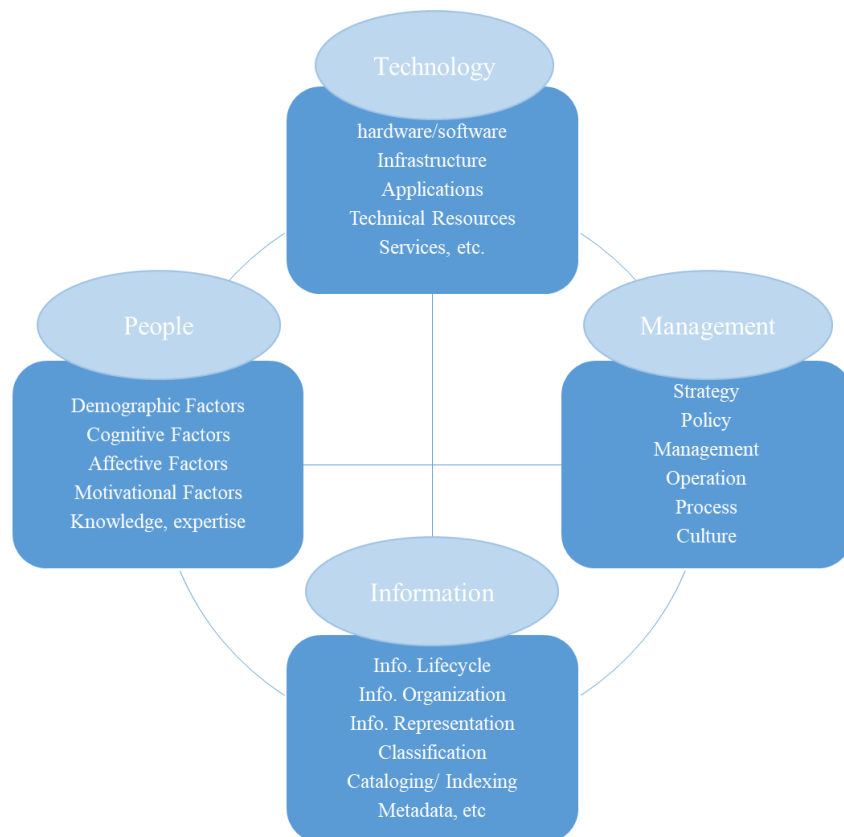 Technology
hardware/software
Infrastructure
Applications
Technical Resources
Services, etc.
People
Demographic Factors
Cognitive Factors
Affective Factors
Motivational Factors
Knowledge, expertise
Management
Strategy
Policy
Management
Operation
Process
Culture
Information
Info. Lifecycle
Info. Organization
Info. Representation
Classification
Cataloging/ Indexing
Metadata, etc